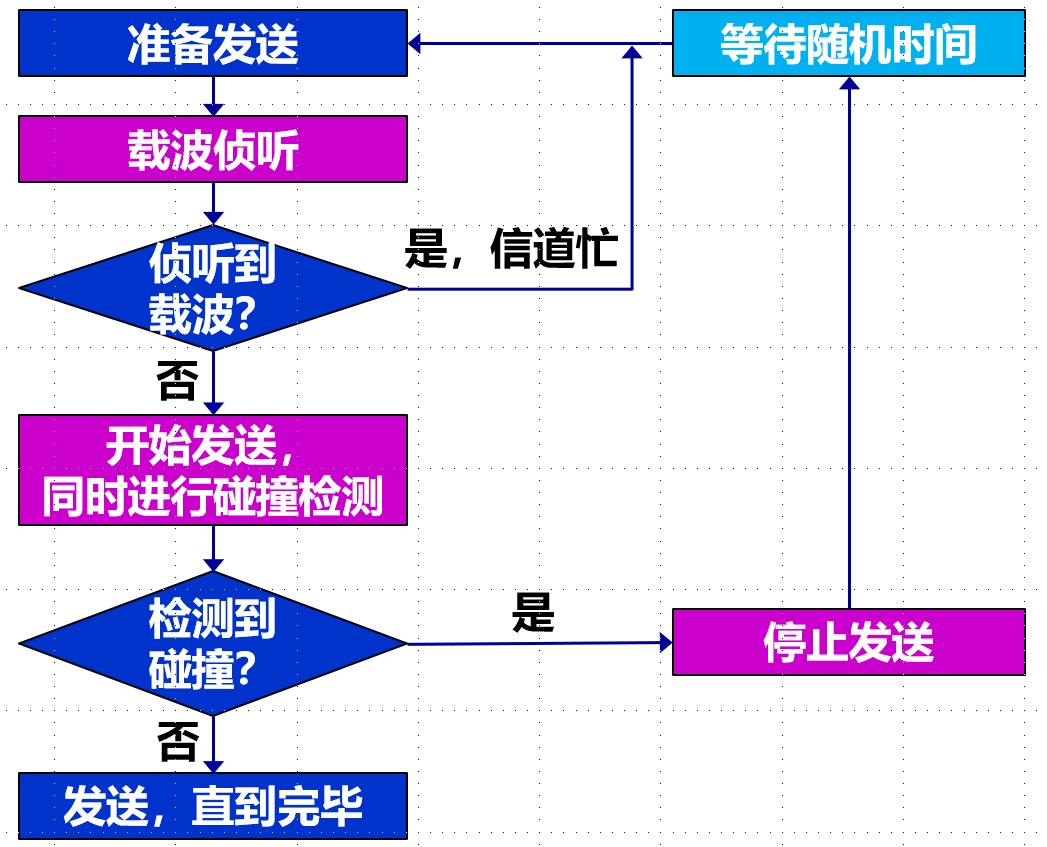 准备发送
等待随机时间
载波侦听
侦听到
载波？
是，信道忙
否
开始发送，
同时进行碰撞检测
检测到
碰撞？
是
停止发送
否
发送，直到完毕